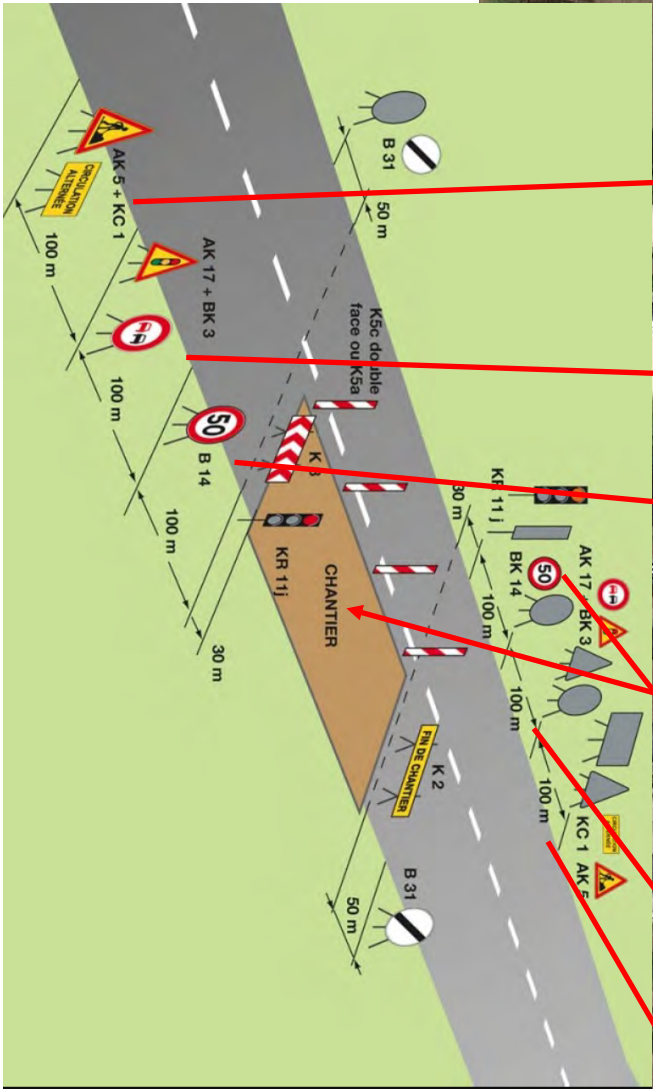 B 31
50 m
AK 5 + KC 1
CIRCULATION
ALTERNÉE
100 m
AK 17 + BK 3
100 m
50
B 14
100 m
30 m
K5c double
face ou K5a
K 8
KR 11j
CHANTIER
KR 11 j
30 m
50
BK 14
AK 17 + BK 3
100 m
100 m
100 m
KC 1
AK 5
K 2
FIN DE CHANTIER
B 31
50 m